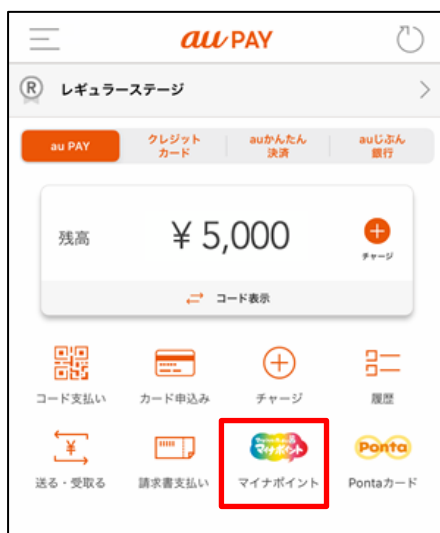 au PAY
R レギュラーステージ
au PAY
クレジット
カード
auかんたん
決済
auじぶん
銀行
残高
¥ 5,000
チャージ
コード表示
コード支払い
カード申込み
チャージ
履歴
¥
マイナポイント
Ponta
送る・受取る
請求書支払い
マイナポイント
Pontaカード